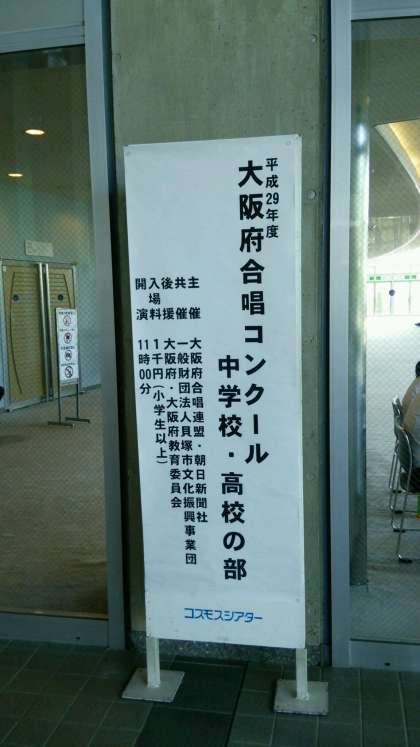 平成29年度
大阪府合唱コンクール
中学校・高校の部
主催 大阪府合唱連盟・朝日新聞社
共催 一般財団法人貝塚市文化振興事業団
後援 大阪府・大阪府教育委員会
入場料 1千円(小学生以上)
開演 11時00分
コスモスシアター